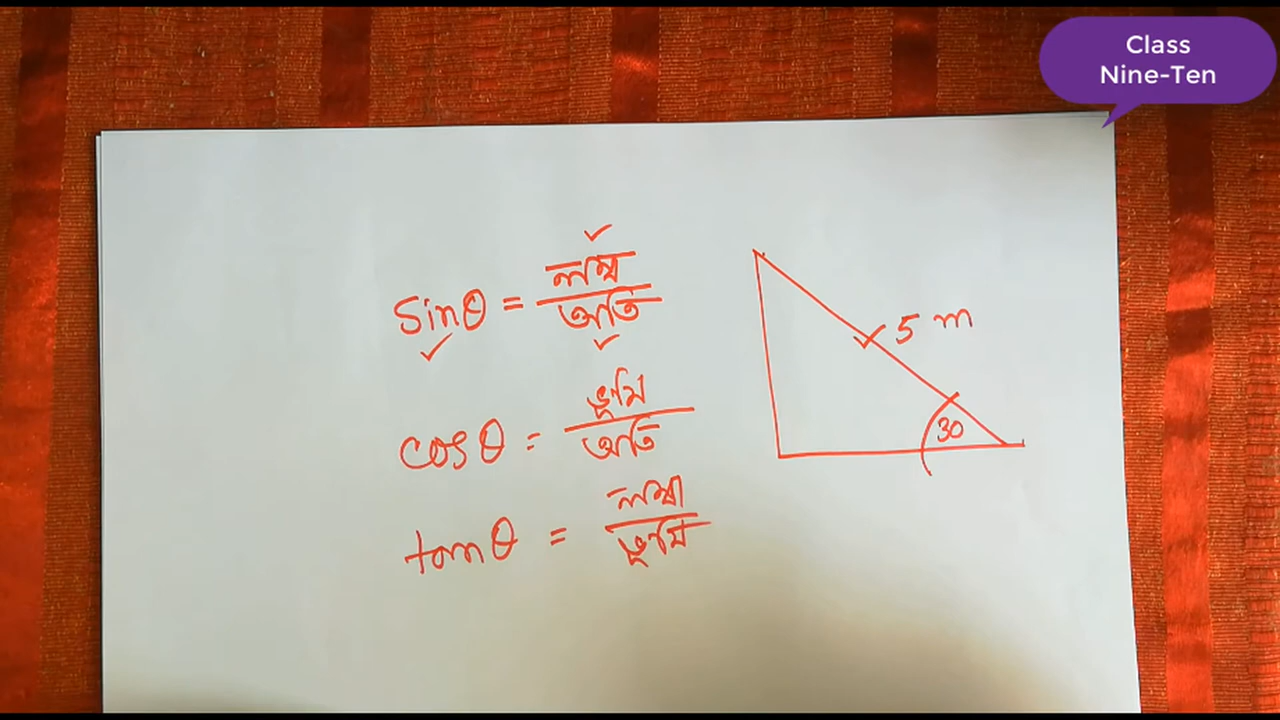 Class
Nine-Ten
sinθ = লম্ব / অতি
cosθ = ভূমি / অতি
tanθ = লম্ব / ভূমি
5 m
30